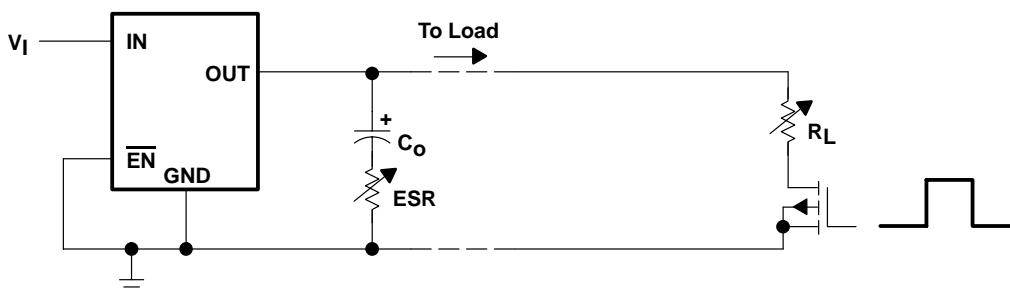 To Load
V_I
IN
OUT
+
C_o
R_L
EN
GND
ESR